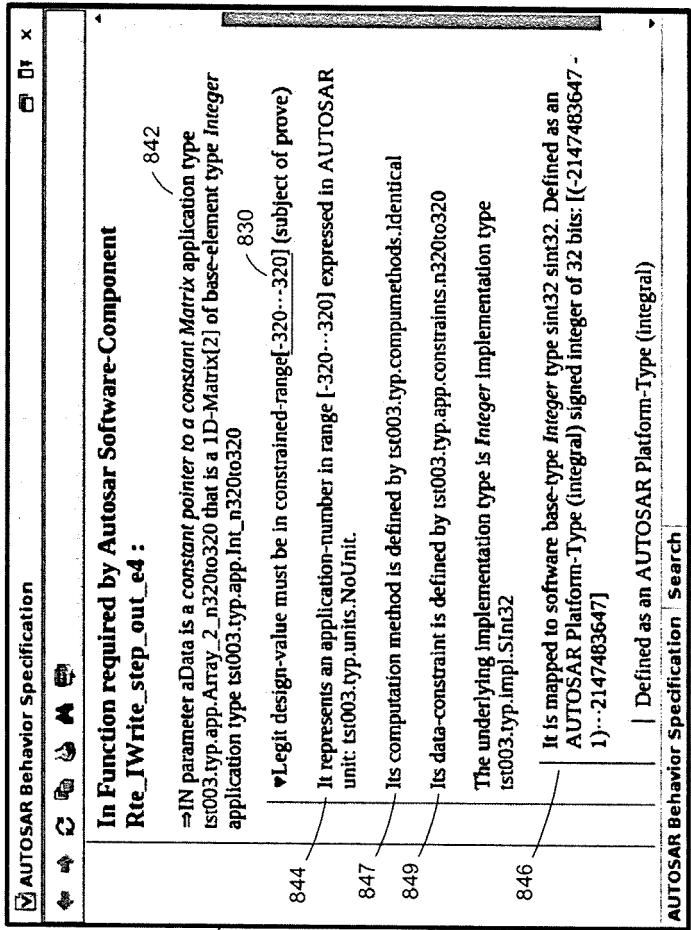 AUTOSAR Behavior Specification
In Function required by Autosar Software-Component
Rte_IWrite_step_out_e4 :
842
⇒IN parameter aData is a constant pointer to a constant Matrix application type
tst003.typ.app.Array_2_n320to320 that is a 1D-Matrix[2] of base-element type Integer
application type tst003.typ.app.Int_n320to320
830
▾Legit design-value must be in constrained-range[-320···320] (subject of prove)
844
It represents an application-number in range [-320···320] expressed in AUTOSAR
unit: tst003.typ.units.NoUnit.
847
Its computation method is defined by tst003.typ.compumethods.Identical
849
Its data-constraint is defined by tst003.typ.app.constraints.n320to320
The underlying implementation type is Integer implementation type
tst003.typ.impl.SInt32
846
It is mapped to software base-type Integer type sint32 sint32. Defined as an
AUTOSAR Platform-Type (integral) signed integer of 32 bits: [(-2147483647 -
1)···2147483647]
Defined as an AUTOSAR Platform-Type (integral)
AUTOSAR Behavior Specification Search